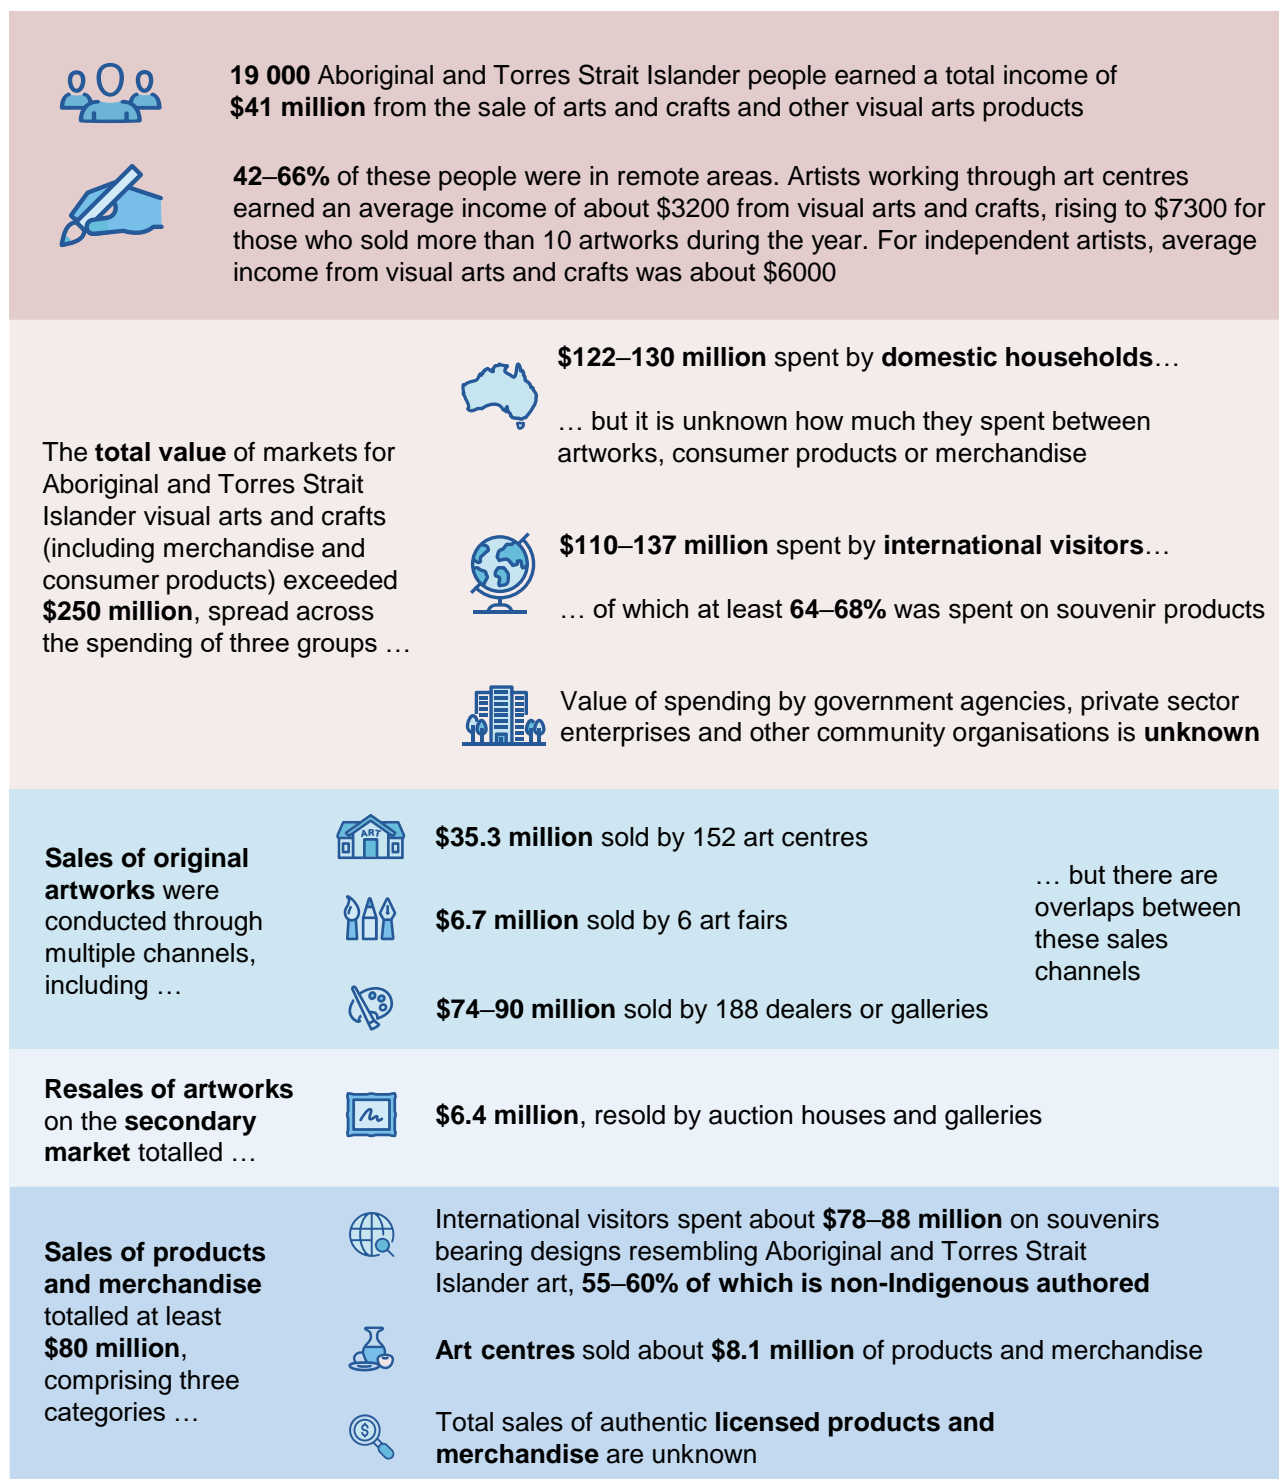 19 000 Aboriginal and Torres Strait Islander people earned a total income of
$41 million from the sale of arts and crafts and other visual arts products
42–66% of these people were in remote areas. Artists working through art centres
earned an average income of about $3200 from visual arts and crafts, rising to $7300 for
those who sold more than 10 artworks during the year. For independent artists, average
income from visual arts and crafts was about $6000
The total value of markets for
Aboriginal and Torres Strait
Islander visual arts and crafts
(including merchandise and
consumer products) exceeded
$250 million, spread across
the spending of three groups …
$122–130 million spent by domestic households…
… but it is unknown how much they spent between
artworks, consumer products or merchandise
$110–137 million spent by international visitors…
… of which at least 64–68% was spent on souvenir products
Value of spending by government agencies, private sector
enterprises and other community organisations is unknown
Sales of original
artworks were
conducted through
multiple channels,
including …
ART
$35.3 million sold by 152 art centres
$6.7 million sold by 6 art fairs
$74–90 million sold by 188 dealers or galleries
… but there are
overlaps between
these sales
channels
Resales of artworks
on the secondary
market totalled …
$6.4 million, resold by auction houses and galleries
Sales of products
and merchandise
totalled at least
$80 million,
comprising three
categories …
International visitors spent about $78–88 million on souvenirs
bearing designs resembling Aboriginal and Torres Strait
Islander art, 55–60% of which is non-Indigenous authored
Art centres sold about $8.1 million of products and merchandise
$
Total sales of authentic licensed products and
merchandise are unknown